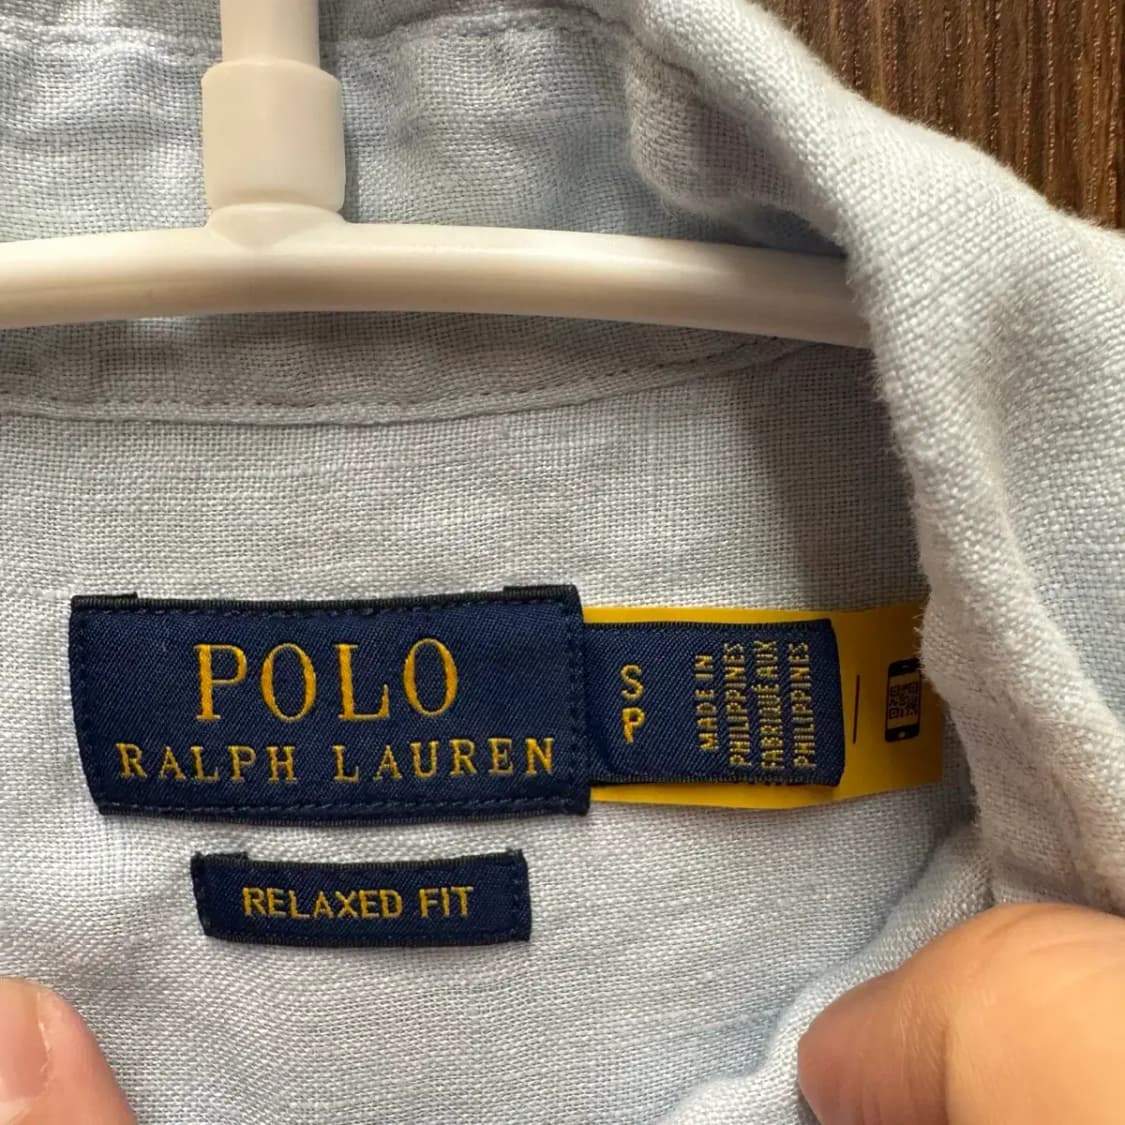 POLO
RALPH LAUREN
S
P
MADE IN
PHILIPPINES
FABRIQUÉ AUX
PHILIPPINES
RELAXED FIT